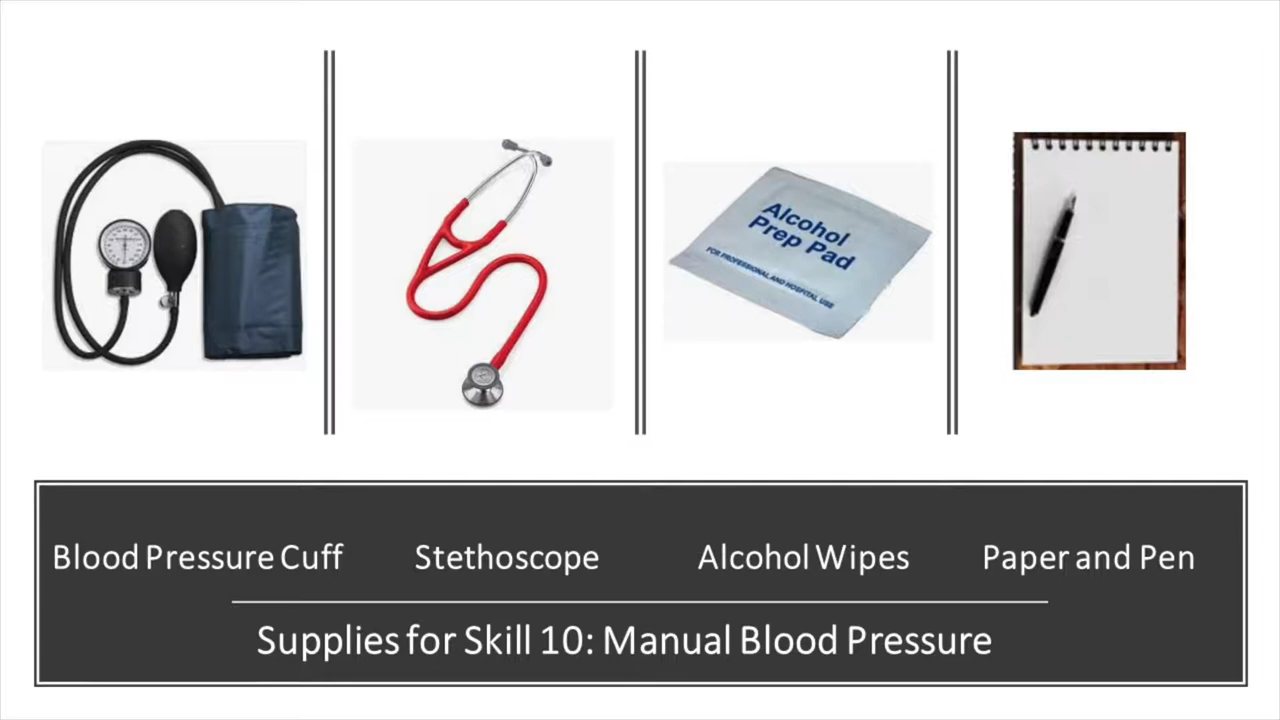 Alcohol
Prep Pad
FOR PROFESSIONAL AND HOSPITAL USE
Blood Pressure Cuff
Stethoscope
Alcohol Wipes
Paper and Pen
Supplies for Skill 10: Manual Blood Pressure